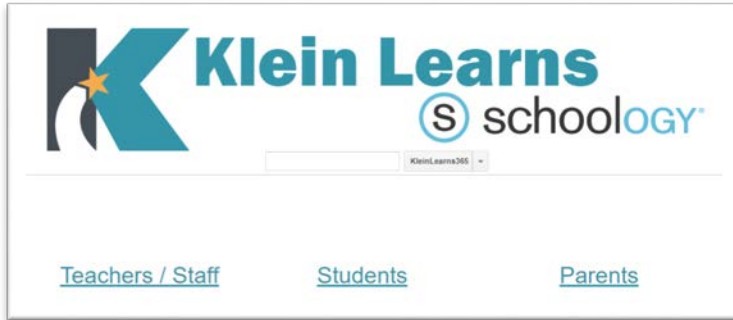 Klein Learns
S schoology®
KleinLearns365
Teachers / Staff Students Parents